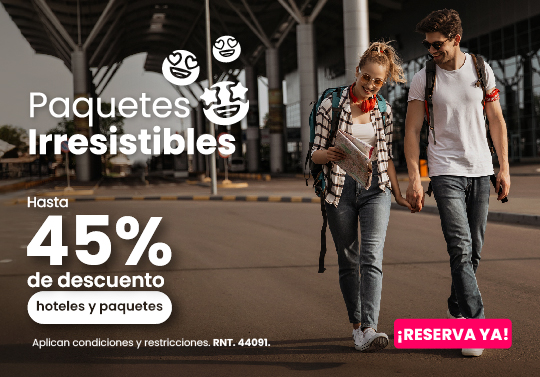 Paquetes
Irresistibles
Hasta
45%
de descuento
hoteles y paquetes
Aplican condiciones y restricciones. RNT. 44091.
¡RESERVA YA!